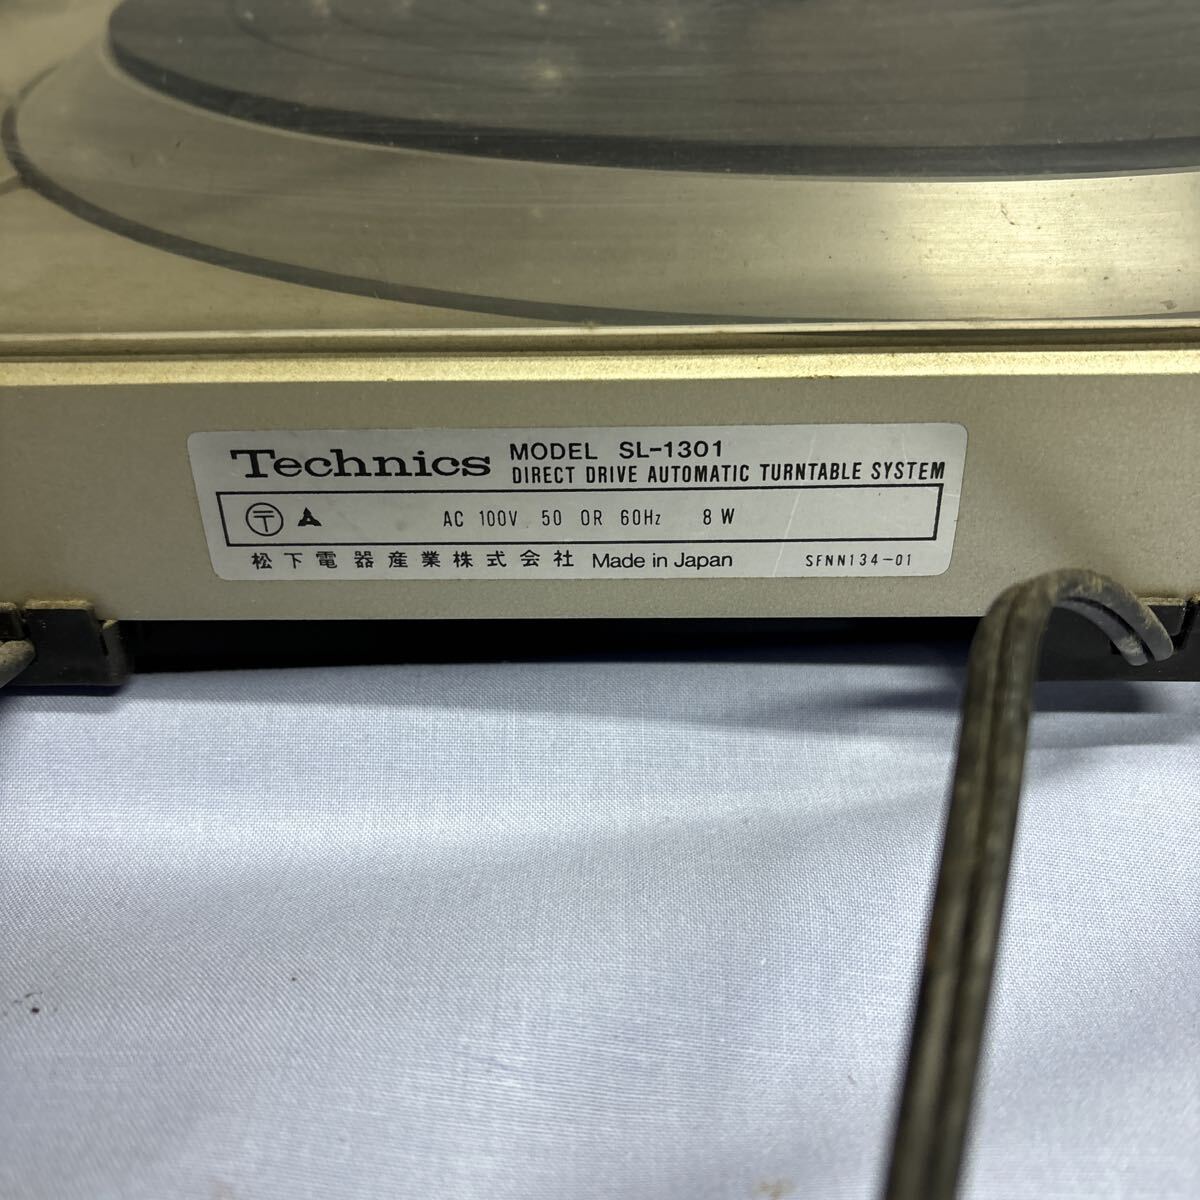 Technics MODEL SL-1301
DIRECT DRIVE AUTOMATIC TURNTABLE SYSTEM
〒 AC 100V 50 OR 60Hz 8W
松下電器産業株式会社 Made in Japan SFNN134-01